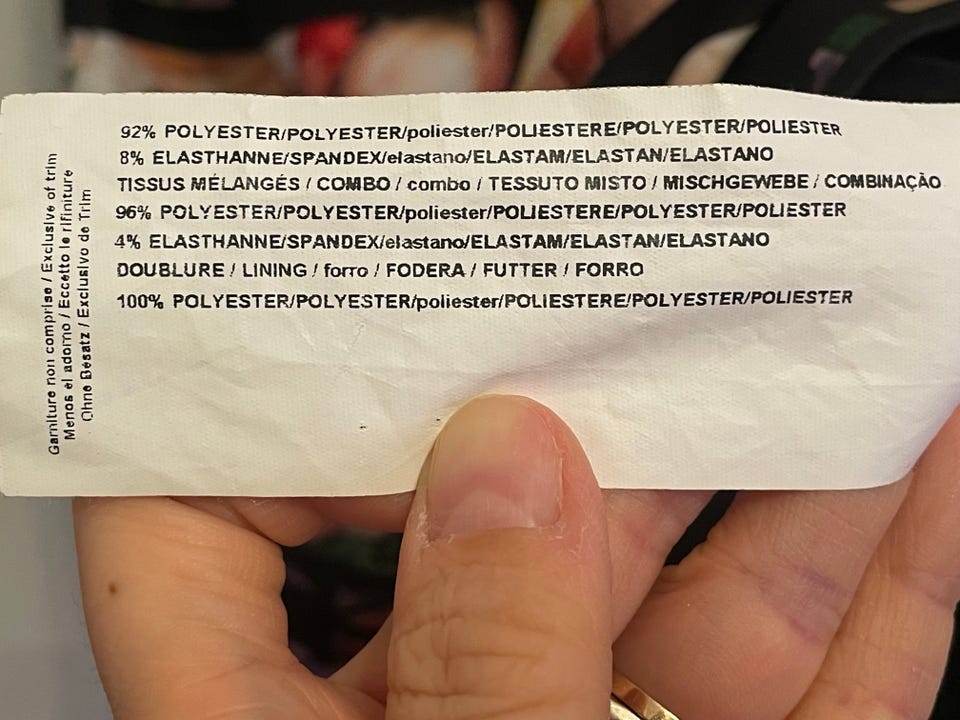 92% POLYESTER/POLYESTER/poliester/POLIESTERE/POLYESTER/POLIESTER
8% ELASTHANNE/SPANDEX/elastano/ELASTAM/ELASTAN/ELASTANO
TISSUS MÉLANGÉS / COMBO / combo / TESSUTO MISTO / MISCHGEWEBE / COMBINAÇÃO
96% POLYESTER/POLYESTER/poliester/POLIESTERE/POLYESTER/POLIESTER
4% ELASTHANNE/SPANDEX/elastano/ELASTAM/ELASTAN/ELASTANO
DOUBLURE / LINING / forro / FODERA / FUTTER / FORRO
100% POLYESTER/POLYESTER/poliester/POLIESTERE/POLYESTER/POLIESTER
Garniture non comprise / Exclusive of trim
Menos el adorno / Eccetto le rifiniture
Ohne Besatz / Exclusivo de Trim